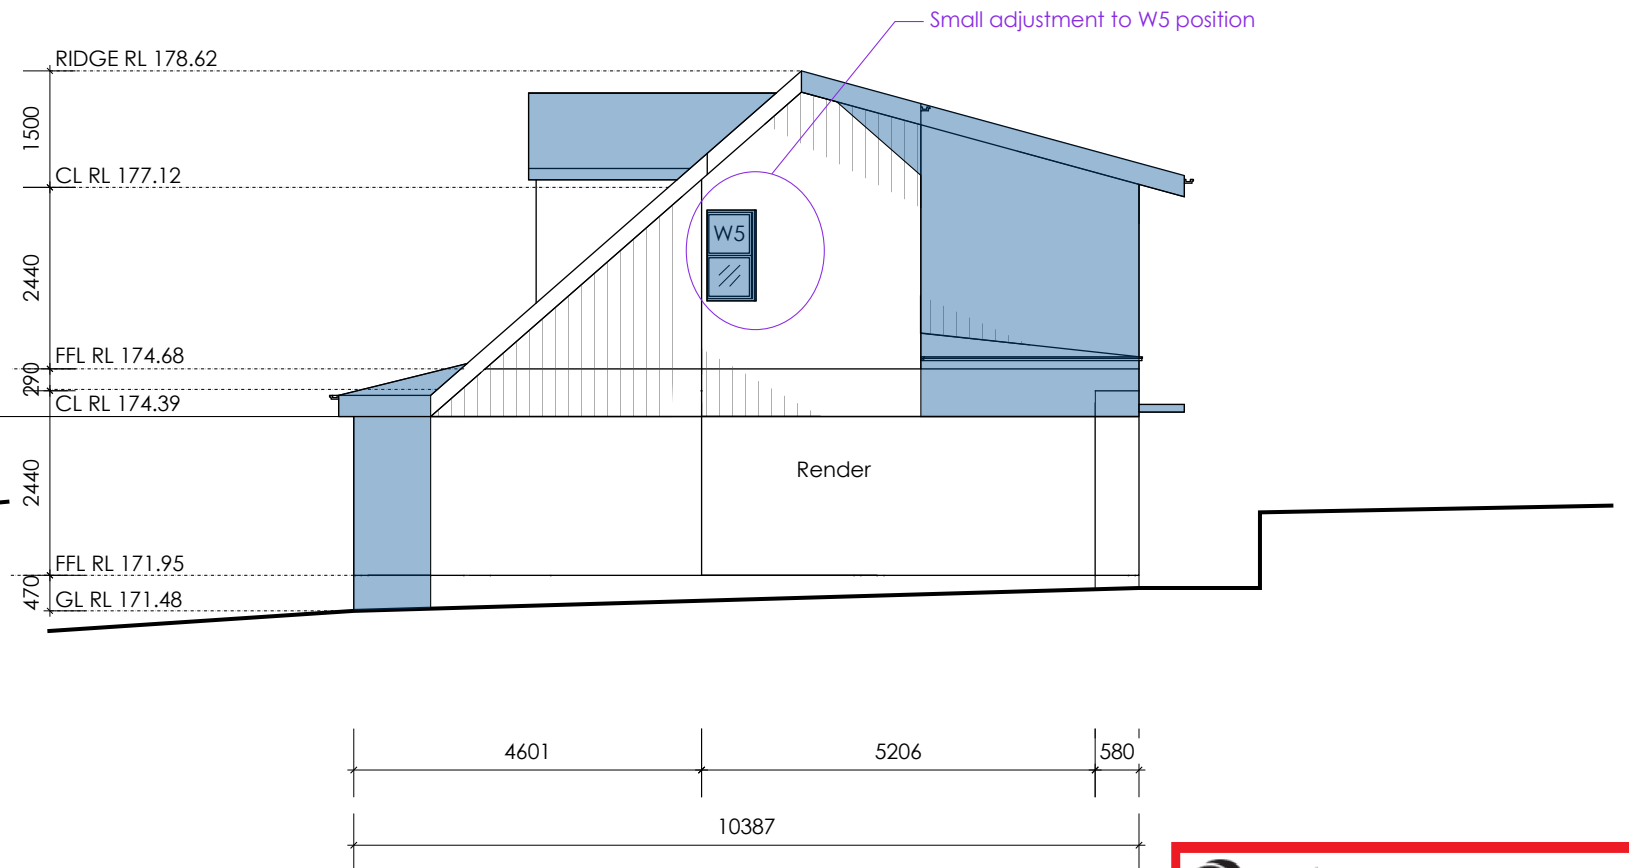 Small adjustment to W5 position
RIDGE RL 178.62
1500
CL RL 177.12
W5
2440
FFL RL 174.68
290
CL RL 174.39
Render
2440
FFL RL 171.95
470
GL RL 171.48
4601 5206 580
10387